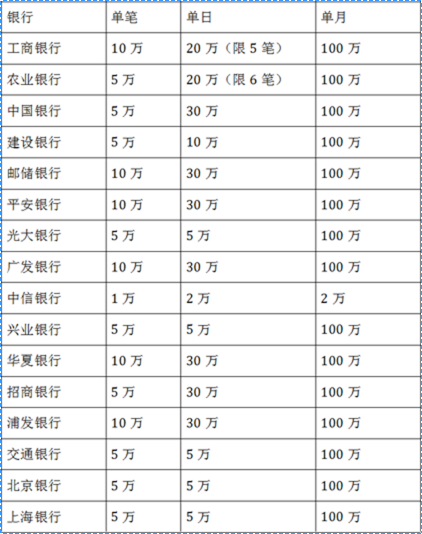 银行 单笔 单日 单月
工商银行 10 万 20 万（限 5 笔） 100 万
农业银行 5 万 20 万（限 6 笔） 100 万
中国银行 5 万 30 万 100 万
建设银行 5 万 10 万 100 万
邮储银行 10 万 30 万 100 万
平安银行 10 万 30 万 100 万
光大银行 5 万 5 万 100 万
广发银行 10 万 30 万 100 万
中信银行 1 万 2 万 2 万
兴业银行 5 万 5 万 100 万
华夏银行 10 万 30 万 100 万
招商银行 5 万 30 万 100 万
浦发银行 10 万 30 万 100 万
交通银行 5 万 5 万 100 万
北京银行 5 万 5 万 100 万
上海银行 5 万 5 万 100 万